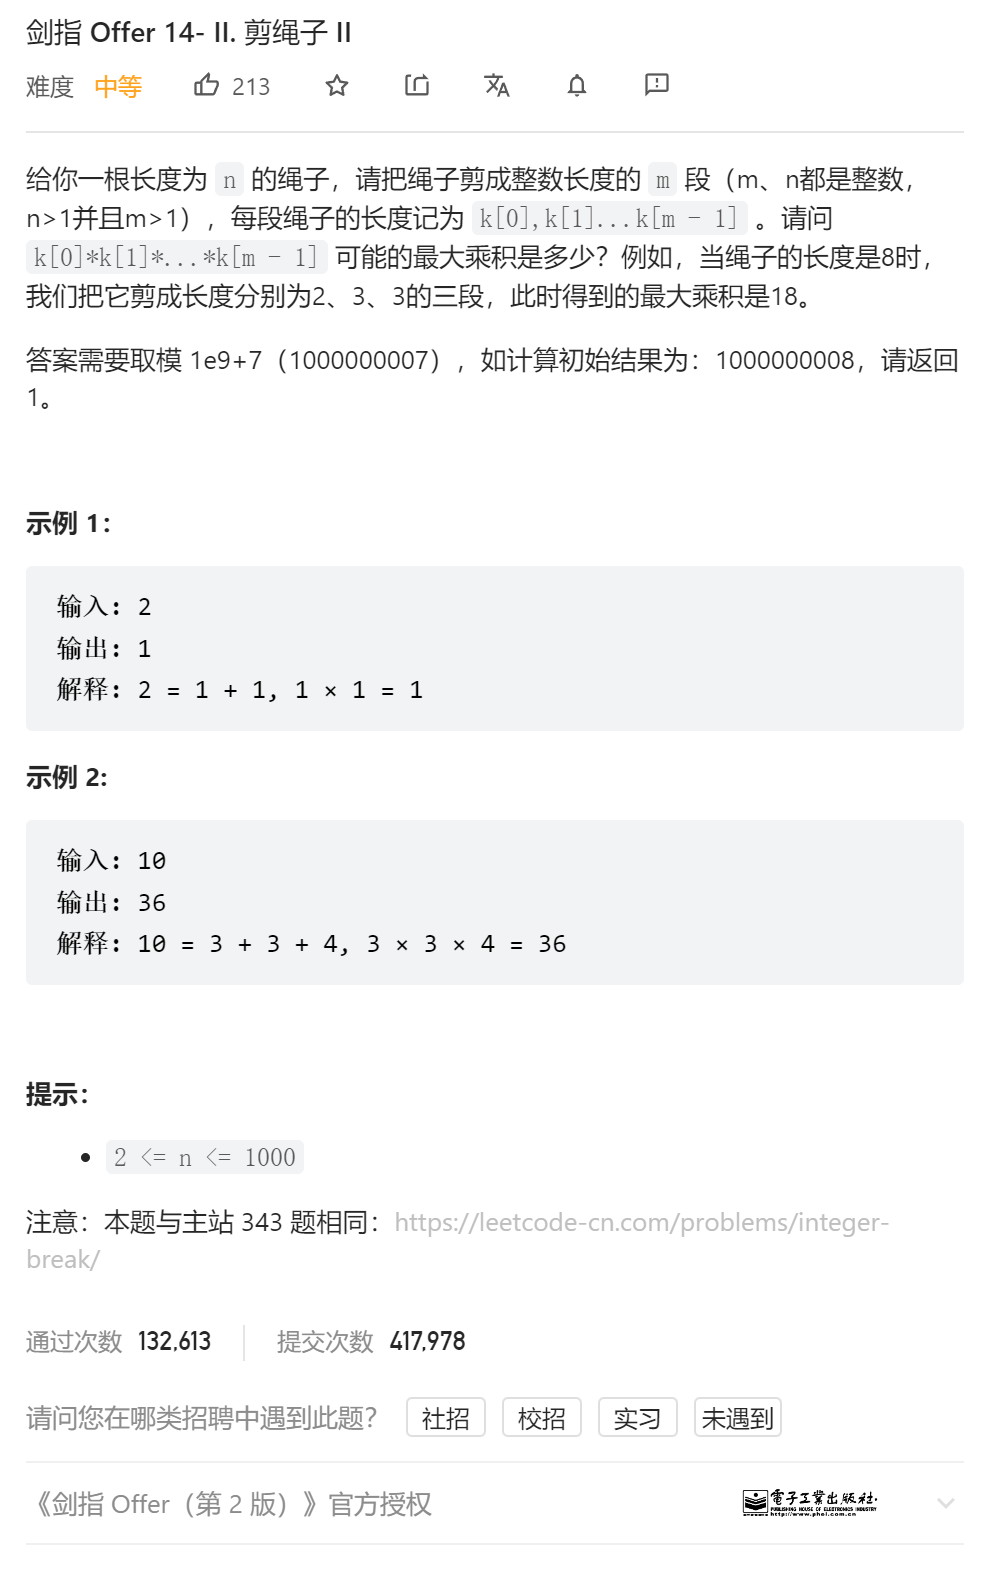 剑指 Offer 14- II. 剪绳子 II
难度 中等 213
给你一根长度为 n 的绳子，请把绳子剪成整数长度的 m 段（m、n都是整数，
n>1并且m>1），每段绳子的长度记为 k[0],k[1]...k[m - 1] 。请问
k[0]*k[1]*...*k[m - 1] 可能的最大乘积是多少？例如，当绳子的长度是8时，
我们把它剪成长度分别为2、3、3的三段，此时得到的最大乘积是18。
答案需要取模 1e9+7（1000000007），如计算初始结果为：1000000008，请返回
1。
示例 1：
输入: 2
输出: 1
解释: 2 = 1 + 1, 1 × 1 = 1
示例 2:
输入: 10
输出: 36
解释: 10 = 3 + 3 + 4, 3 × 3 × 4 = 36
提示：
2 <= n <= 1000
注意：本题与主站 343 题相同：https://leetcode-cn.com/problems/integer-
break/
通过次数 132,613 提交次数 417,978
请问您在哪类招聘中遇到此题？ 社招 校招 实习 未遇到
《剑指 Offer（第 2 版）》官方授权
電子工業出版社
PUBLISHING HOUSE OF ELECTRONICS INDUSTRY
http://www.phei.com.cn